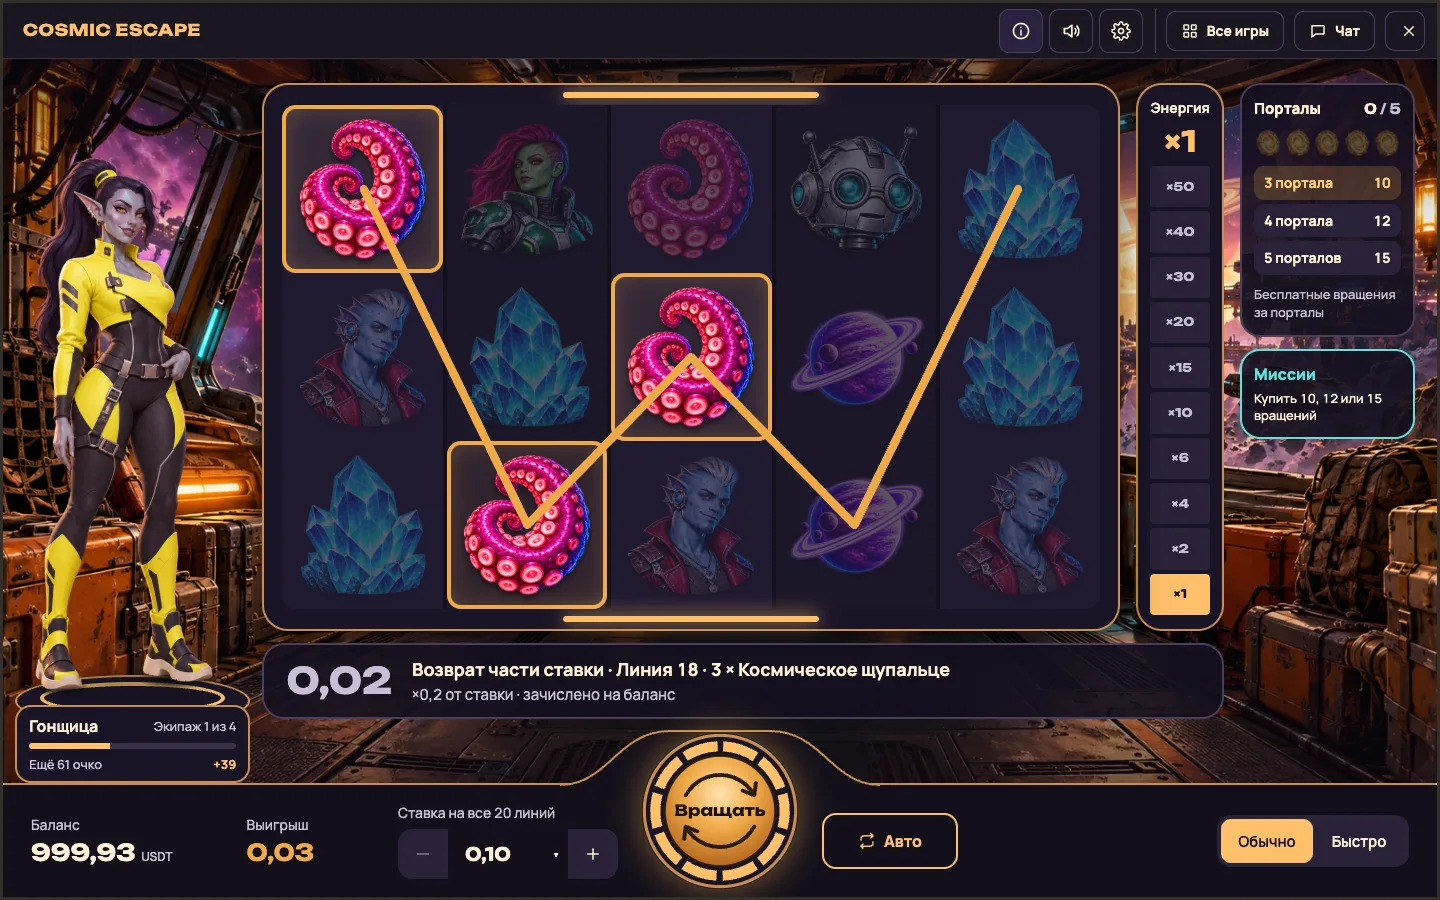 COSMIC ESCAPE
Все игры
Чат
Энергия
×1
×50
×40
×30
×20
×15
×10
×6
×4
×2
×1
Порталы 0 / 5
3 портала 10
4 портала 12
5 порталов 15
Бесплатные вращения
за порталы
Миссии
Купить 10, 12 или 15
вращений
0,02
Возврат части ставки · Линия 18 · 3 × Космическое щупальце
×0,2 от ставки · зачислено на баланс
Гонщица Экипаж 1 из 4
Ещё 61 очко +39
Баланс
999,93 USDT
Выигрыш
0,03
Ставка на все 20 линий
− 0,10 +
Вращать
Авто
Обычно
Быстро